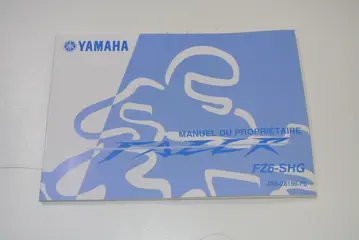 YAMAHA
MANUEL DU PROPRIETAIRE
FAZER
FZ6-SHG